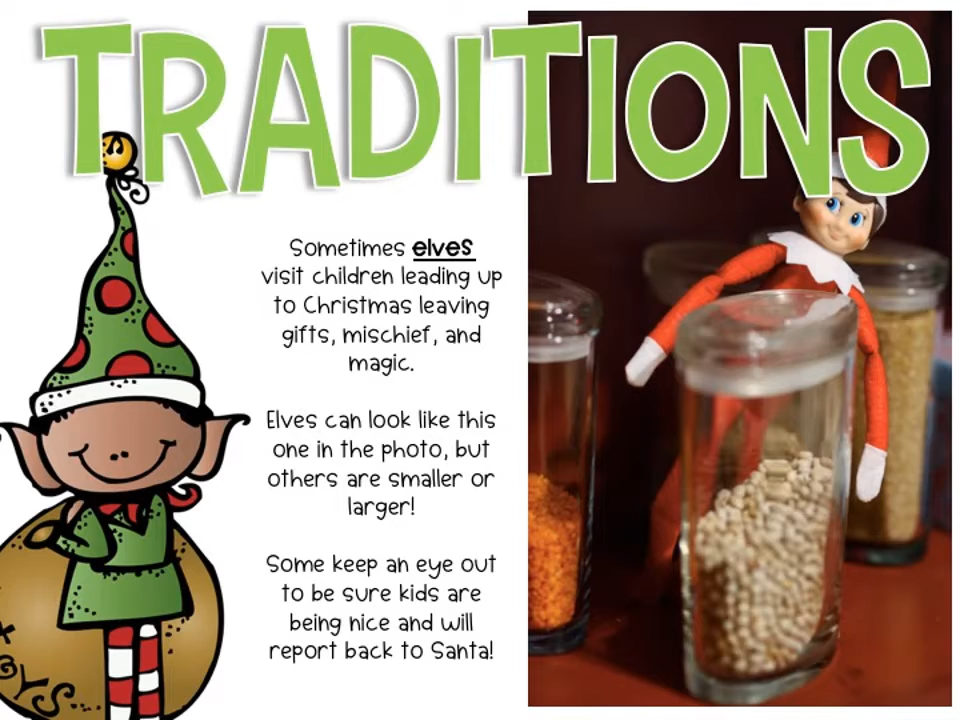 TRADITIONS
Sometimes elves
visit children leading up
to Christmas leaving
gifts, mischief, and
magic.
Elves can look like this
one in the photo, but
others are smaller or
larger!
Some keep an eye out
to be sure kids are
being nice and will
report back to Santa!